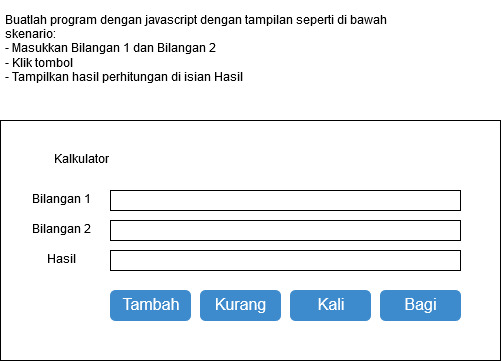 Buatlah program dengan javascript dengan tampilan seperti di bawah
skenario:
- Masukkan Bilangan 1 dan Bilangan 2
- Klik tombol
- Tampilkan hasil perhitungan di isian Hasil
Kalkulator
Bilangan 1
Bilangan 2
Hasil
Tambah Kurang Kali Bagi